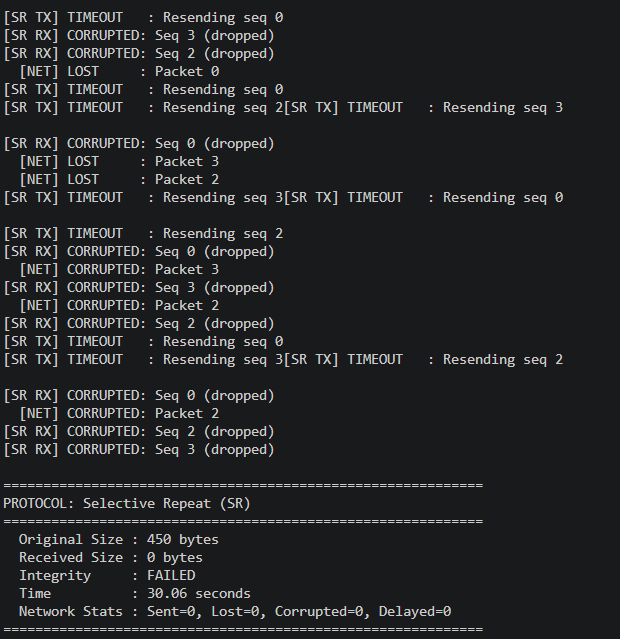 [SR TX] TIMEOUT   : Resending seq 0
[SR RX] CORRUPTED: Seq 3 (dropped)
[SR RX] CORRUPTED: Seq 2 (dropped)
  [NET] LOST     : Packet 0
[SR TX] TIMEOUT   : Resending seq 0
[SR TX] TIMEOUT   : Resending seq 2[SR TX] TIMEOUT   : Resending seq 3

[SR RX] CORRUPTED: Seq 0 (dropped)
  [NET] LOST     : Packet 3
  [NET] LOST     : Packet 2
[SR TX] TIMEOUT   : Resending seq 3[SR TX] TIMEOUT   : Resending seq 0

[SR TX] TIMEOUT   : Resending seq 2
[SR RX] CORRUPTED: Seq 0 (dropped)
  [NET] CORRUPTED: Packet 3
[SR RX] CORRUPTED: Seq 3 (dropped)
  [NET] CORRUPTED: Packet 2
[SR RX] CORRUPTED: Seq 2 (dropped)
[SR TX] TIMEOUT   : Resending seq 0
[SR TX] TIMEOUT   : Resending seq 3[SR TX] TIMEOUT   : Resending seq 2

[SR RX] CORRUPTED: Seq 0 (dropped)
  [NET] CORRUPTED: Packet 2
[SR RX] CORRUPTED: Seq 2 (dropped)
[SR RX] CORRUPTED: Seq 3 (dropped)

============================================================
PROTOCOL: Selective Repeat (SR)
============================================================
  Original Size : 450 bytes
  Received Size : 0 bytes
  Integrity     : FAILED
  Time          : 30.06 seconds
  Network Stats : Sent=0, Lost=0, Corrupted=0, Delayed=0
============================================================